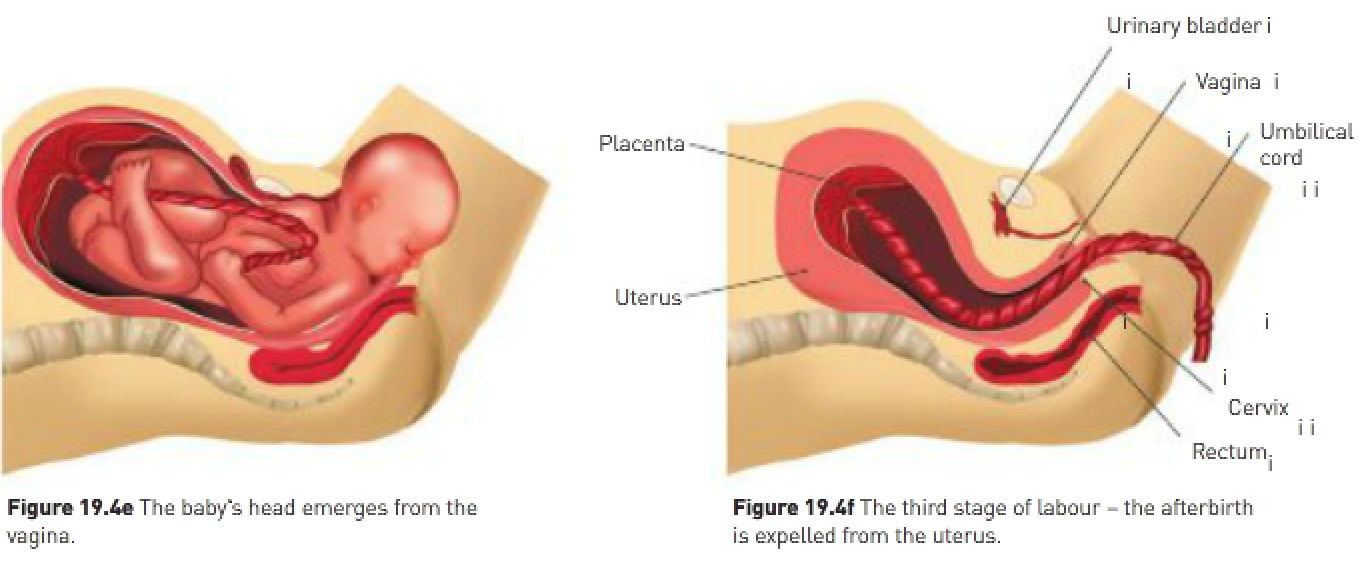 Urinary bladder i
i
Vagina i
Placenta
i
Umbilical
cord
i i
Uterus
i
i
i
Cervix
i i
Rectum i
Figure 19.4e The baby's head emerges from the
vagina.
Figure 19.4f The third stage of labour – the afterbirth
is expelled from the uterus.